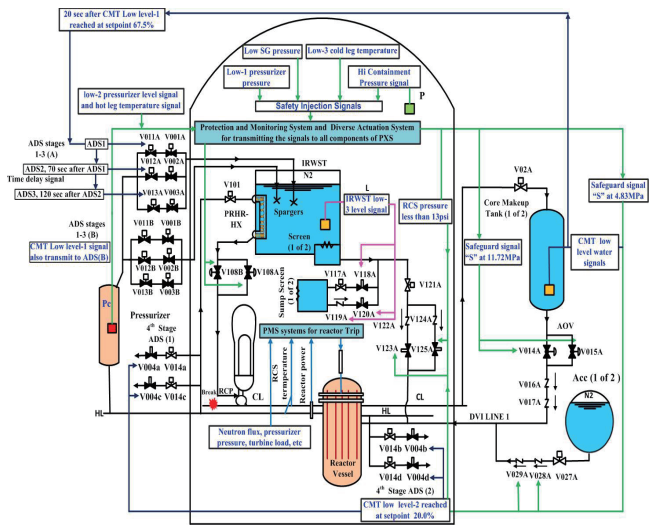 20 sec after CMT Low level-1
reached at setpoint 67.5%
Low SG pressure
Low-3 cold leg temperature
Low-1 pressurizer
pressure
Hi Containment
Pressure signal
P
low-2 pressurizer level signal
and hot leg temperature signal
Safety Injection Signals
Protection and Monitoring System and Diverse Actuation System
for transmitting the signals to all components of PXS
V011A V001A
ADS stages
1-3 (A)
ADS1
V012A V002A
ADS2, 70 sec after ADS1
Time delay signal
V013A V003A
ADS3, 120 sec after ADS2
IRWST
N2
L
V101
PRHR-
HX
Spargers
IRWST low-
3 level signal
Screen
(1 of 2)
RCS pressure
less than 13psi
V02A
Core Makeup
Tank (1 of 2)
Safeguard signal
"S" at 4.83MPa
Safeguard signal
"S" at 11.72MPa
CMT low
level water
signals
ADS stages
1-3 (B)
V011B V001B
CMT Low level-1 signal
also transmit to ADS(B)
V012B V002B
V013B V003B
V108B V108A
Sump Screen
(1 of 2)
V117A V118A
V119A V120A
V121A
V122A V124A
V123A V125A
Pc
Pressurizer
4th Stage
ADS (1)
V004a V014a
V004c V014c
PMS systems for reactor Trip
AOV
V014A V015A
V016A
V017A
Acc (1 of 2)
N2
RCS
termperature
Reactor power
Break
RCP
CL
CL
HL
HL
DVI LINE 1
Neutron flux, pressurizer
pressure, turbine load, etc
Reactor
Vessel
V014b V004b
V014d V004d
4th Stage ADS (2)
V029A V028A V027A
CMT low level-2 reached
at setpoint 20.0%